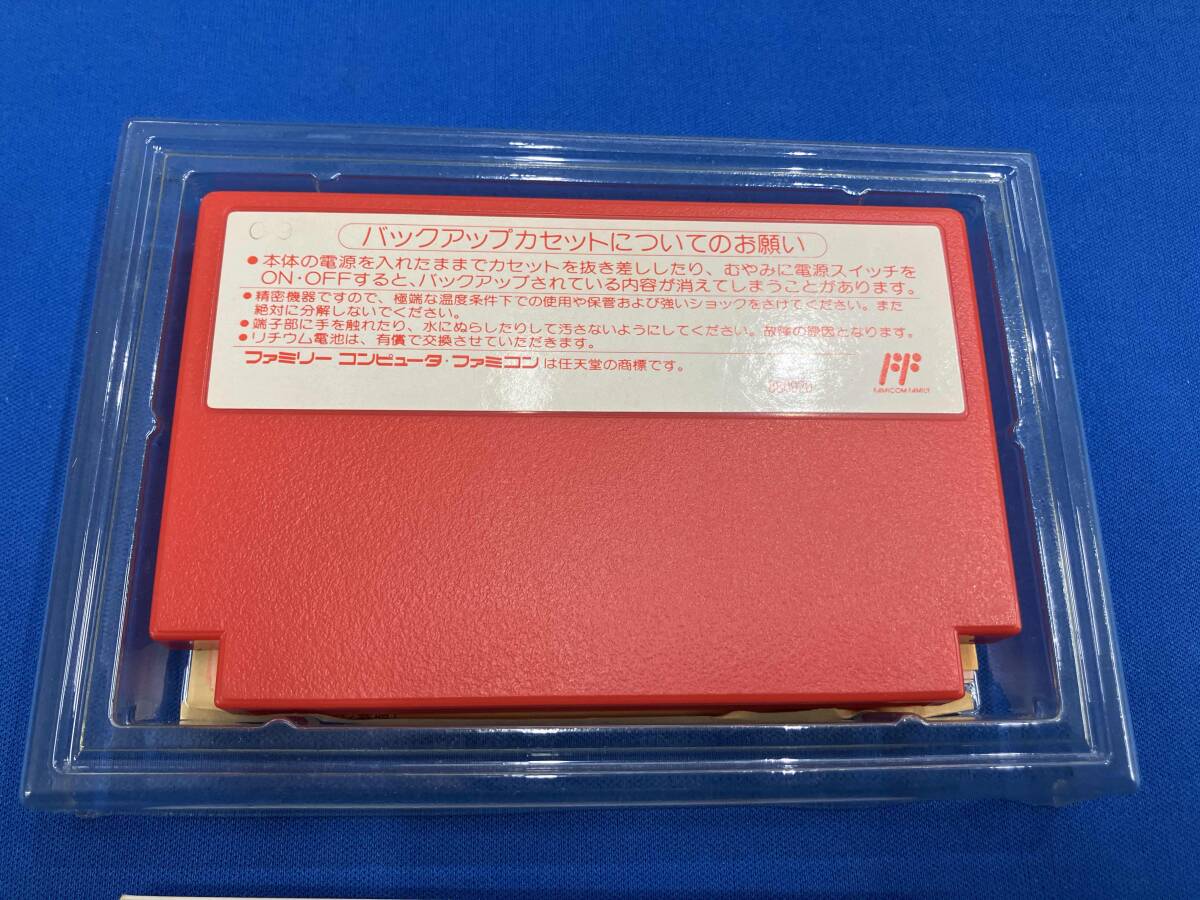 C 9
バックアップカセットについてのお願い
●本体の電源を入れたままでカセットを抜き差ししたり、むやみに電源スイッチを
ON・OFFすると、バックアップされている内容が消えてしまうことがあります。
●精密機器ですので、極端な温度条件下での使用や保管および強いショックをさけてください。また
絶対に分解しないでください。
●端子部に手を触れたり、水にぬらしたりして汚さないようにしてください。故障の原因となります。
●リチウム電池は、有償で交換させていただきます。
ファミリー コンピュータ・ファミコンは任天堂の商標です。
FAMICOM FAMILY